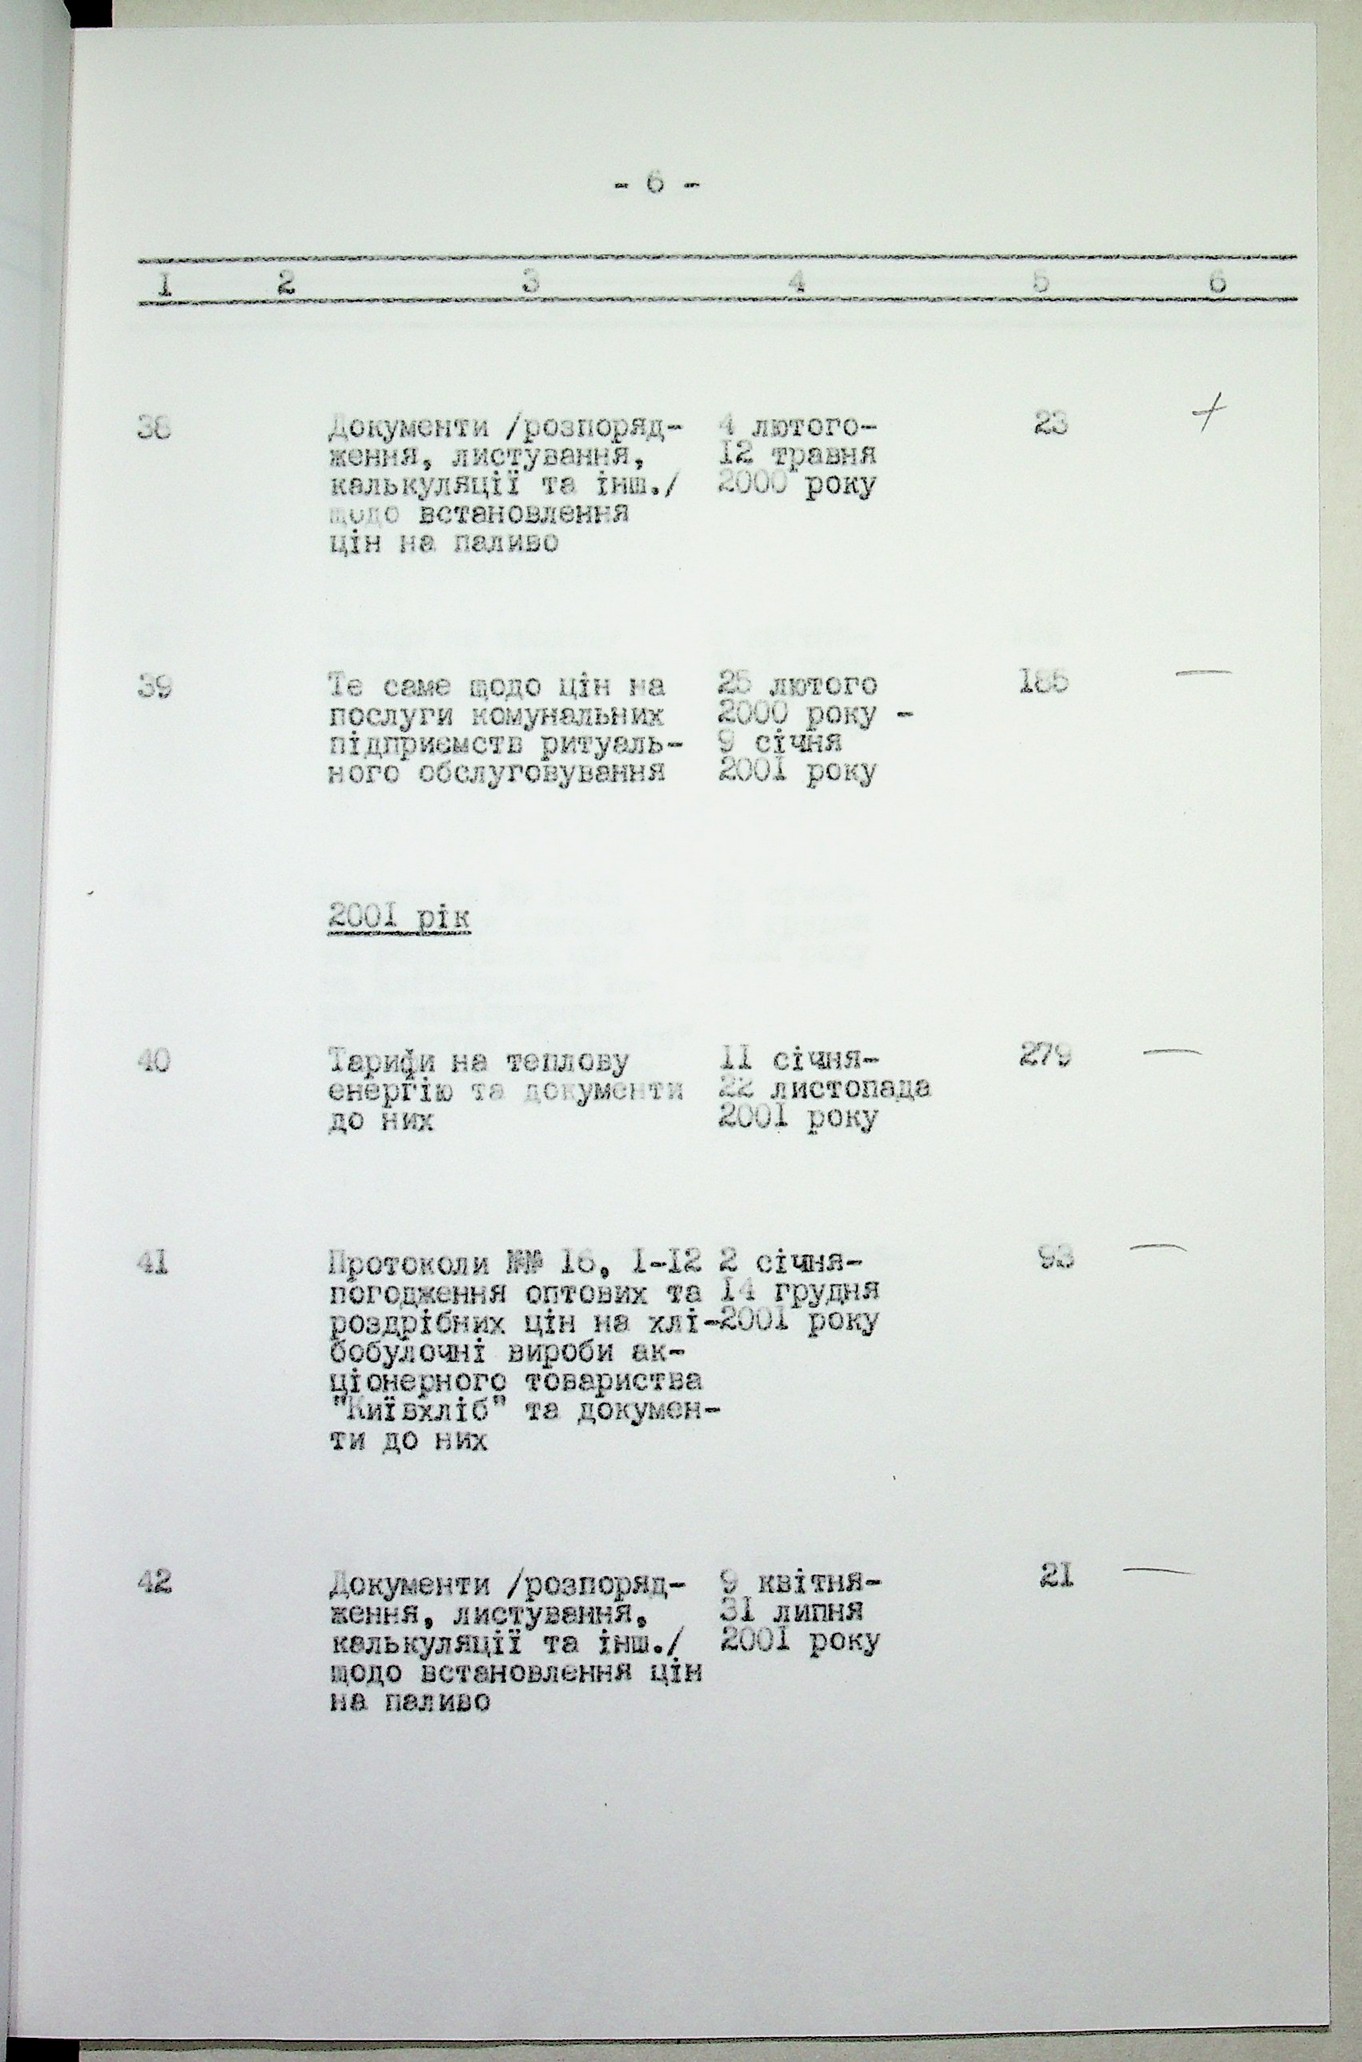 - 6 -
1 2 3 4 5 6
38 Документи /розпоряд- 4 лютого- 23 +
ження, листування, 12 травня
калькуляції та інш./ 2000 року
щодо встановлення
цін на паливо
39 Те саме щодо цін на 25 лютого 185 —
послуги комунальних 2000 року -
підприємств ритуаль- 9 січня
ного обслуговування 2001 року
2001 рік
40 Тарифи на теплову 11 січня- 279 —
енергію та документи 22 листопада
до них 2001 року
41 Протоколи №№ 16, 1-12 2 січня- 93 —
погодження оптових та 14 грудня
роздрібних цін на хлі- 2001 року
бобулочні вироби ак-
ціонерного товариства
"Київхліб" та докумен-
ти до них
42 Документи /розпоряд- 9 квітня- 21 —
ження, листування, 31 липня
калькуляції та інш./ 2001 року
щодо встановлення цін
на паливо